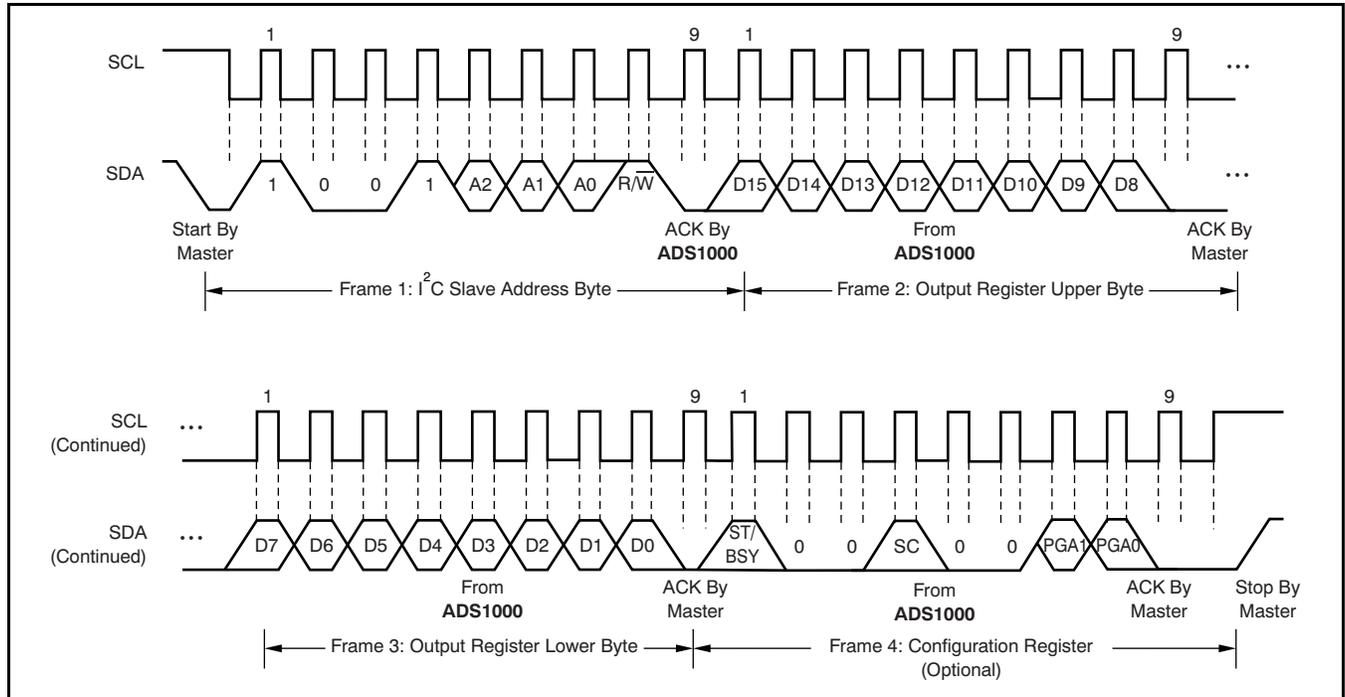 1 9 1 9
SCL ...
SDA 1 0 0 1 A2 A1 A0 R/W̅ D15 D14 D13 D12 D11 D10 D9 D8 ...
Start By Master
ACK By ADS1000
From ADS1000
ACK By Master
Frame 1: I²C Slave Address Byte
Frame 2: Output Register Upper Byte
1 9 1 9
SCL (Continued) ...
SDA (Continued) ... D7 D6 D5 D4 D3 D2 D1 D0 ST/BSY 0 0 SC 0 0 PGA1 PGA0
From ADS1000
ACK By Master
From ADS1000
ACK By Master
Stop By Master
Frame 3: Output Register Lower Byte
Frame 4: Configuration Register
(Optional)